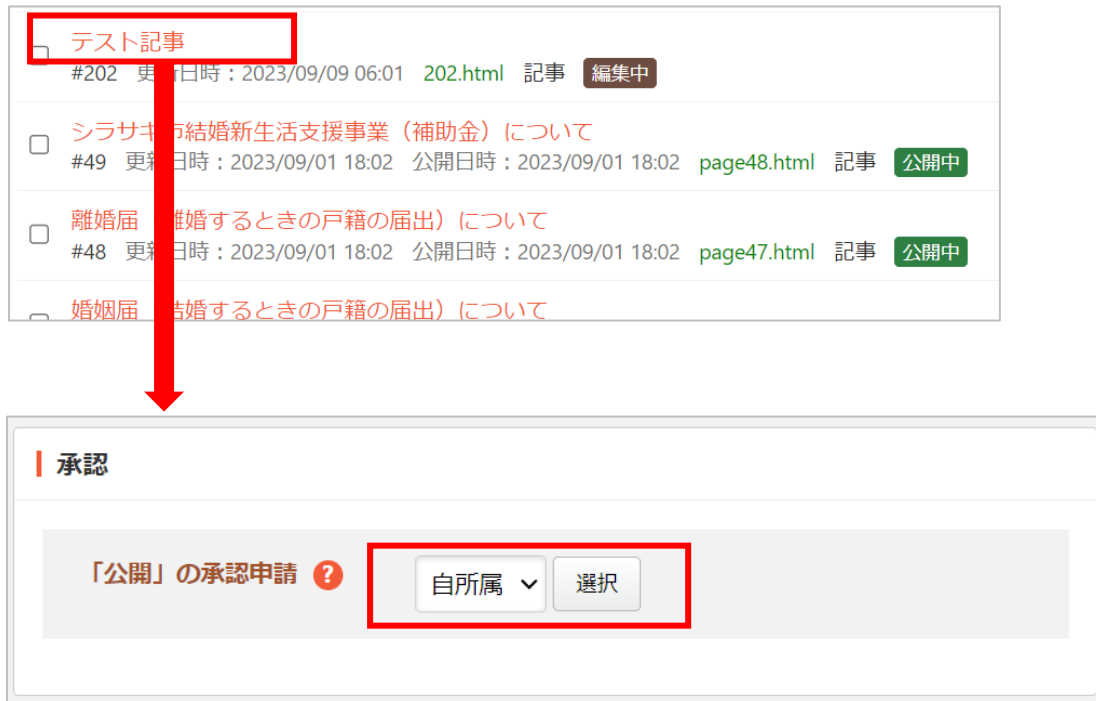 テスト記事
#202 更新日時：2023/09/09 06:01 202.html 記事 編集中
シラサキ市結婚新生活支援事業（補助金）について
#49 更新日時：2023/09/01 18:02 公開日時：2023/09/01 18:02 page48.html 記事 公開中
離婚届（離婚するときの戸籍の届出）について
#48 更新日時：2023/09/01 18:02 公開日時：2023/09/01 18:02 page47.html 記事 公開中
婚姻届（結婚するときの戸籍の届出）について
承認
「公開」の承認申請 ?
自所属 選択